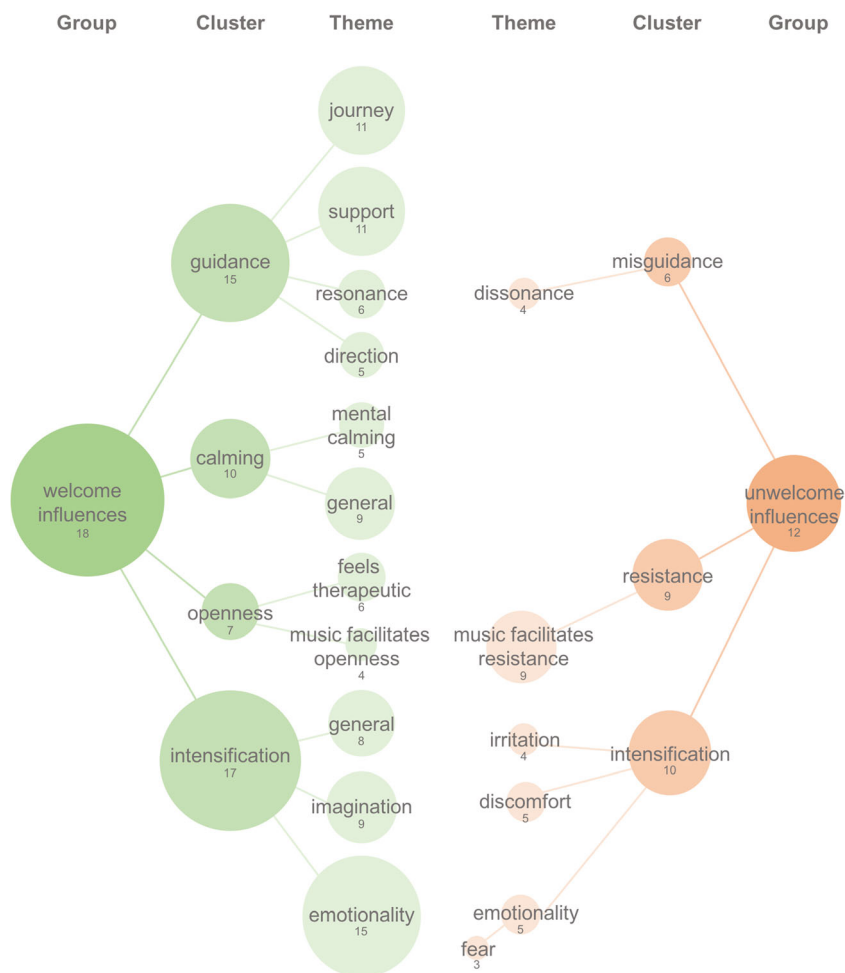 Group Cluster Theme Theme Cluster Group
journey
11
support
11
guidance
15
resonance
6
direction
5
misguidance
6
dissonance
4
mental
calming
5
calming
10
general
9
welcome
influences
18
unwelcome
influences
12
feels
therapeutic
6
openness
7
music facilitates
openness
4
resistance
9
music facilitates
resistance
9
general
8
intensification
17
imagination
9
emotionality
15
irritation
4
intensification
10
discomfort
5
emotionality
5
fear
3